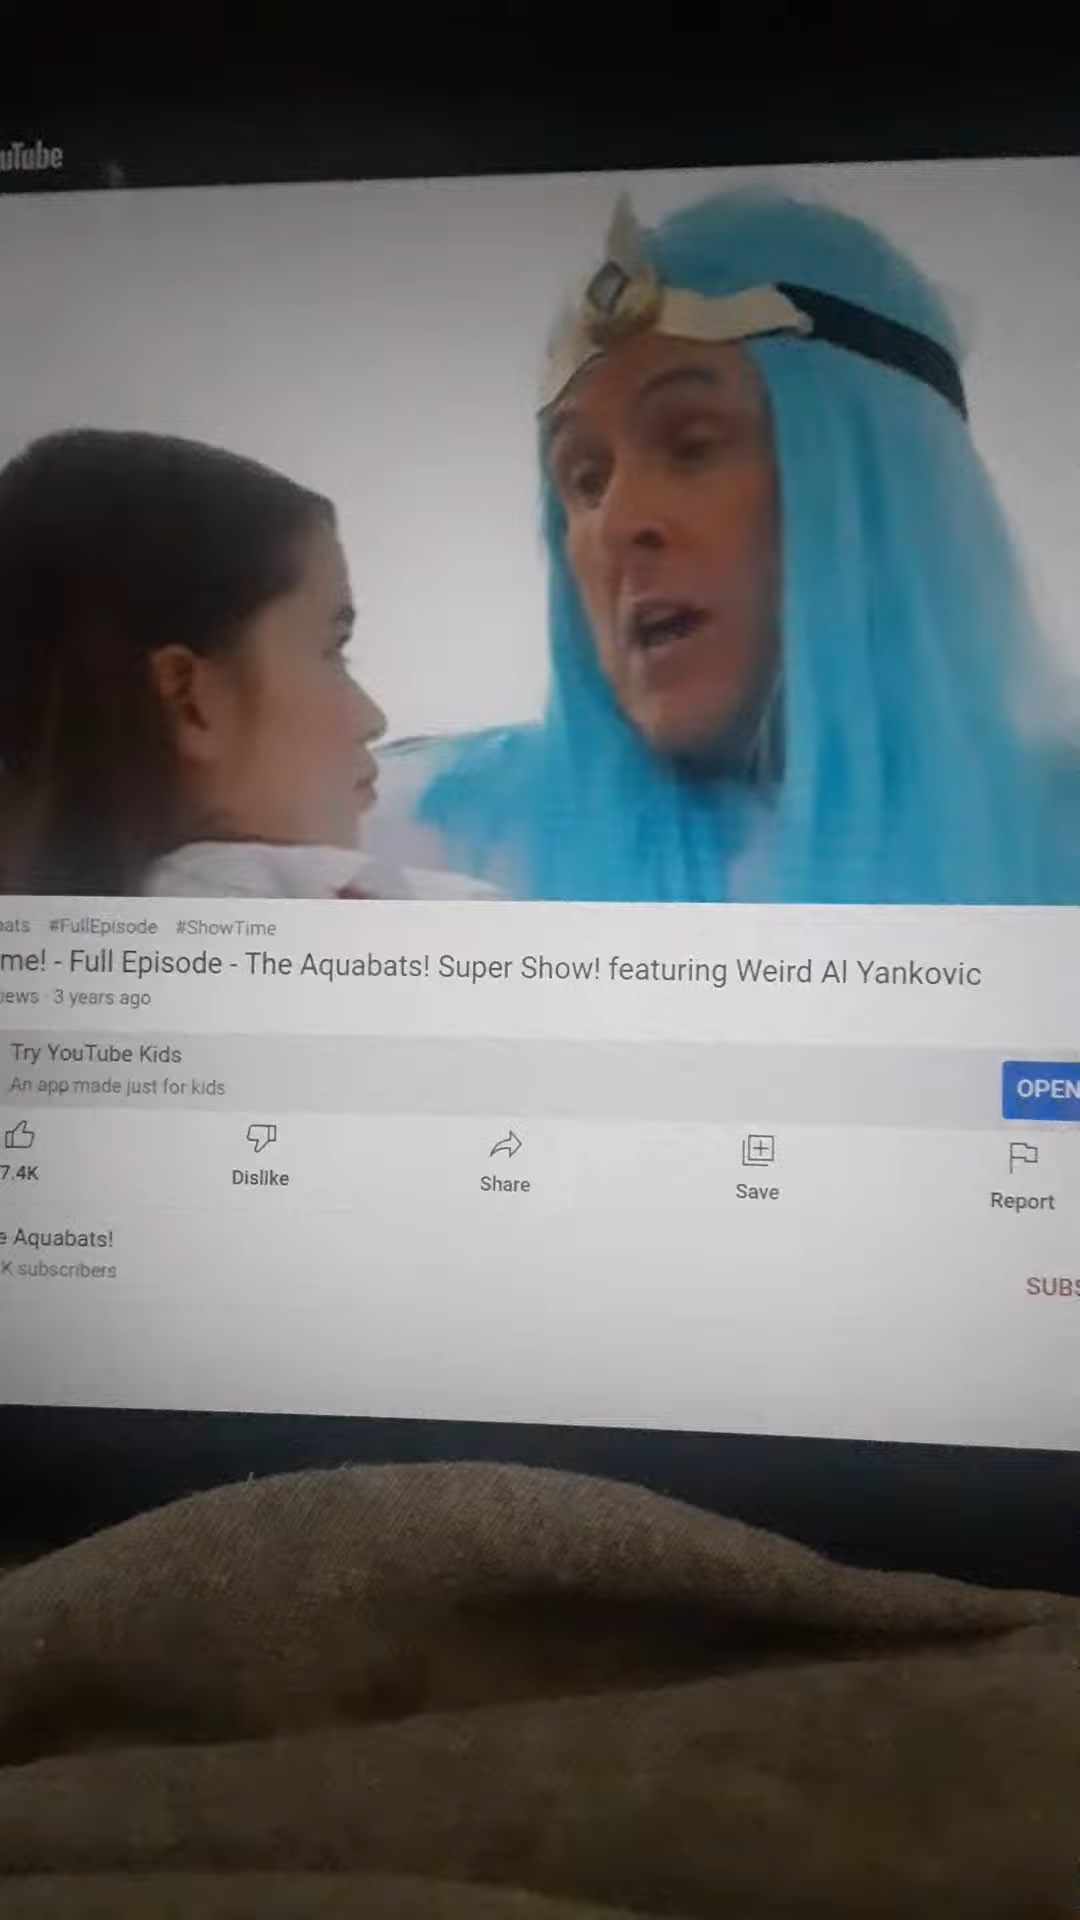 uTube
ats #FullEpisode #ShowTime
me! - Full Episode - The Aquabats! Super Show! featuring Weird Al Yankovic
ews · 3 years ago
Try YouTube Kids
An app made just for kids
OPEN
7.4K
Dislike
Share
Save
Report
e Aquabats!
K subscribers
SUBS